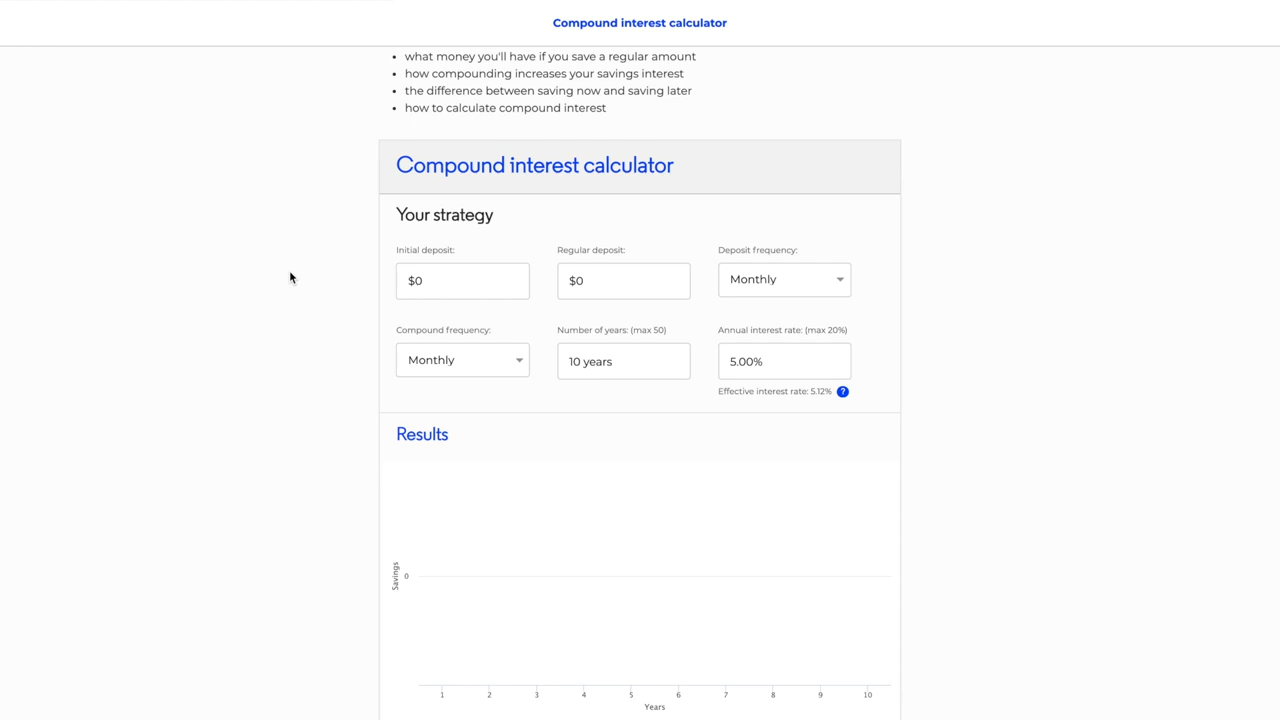 Compound interest calculator
• what money you'll have if you save a regular amount
• how compounding increases your savings interest
• the difference between saving now and saving later
• how to calculate compound interest
Compound interest calculator
Your strategy
Initial deposit: Regular deposit: Deposit frequency:
$0 $0 Monthly
Compound frequency: Number of years: (max 50) Annual interest rate: (max 20%)
Monthly 10 years 5.00%
Effective interest rate: 5.12% ?
Results
Savings
0
1 2 3 4 5 6 7 8 9 10
Years